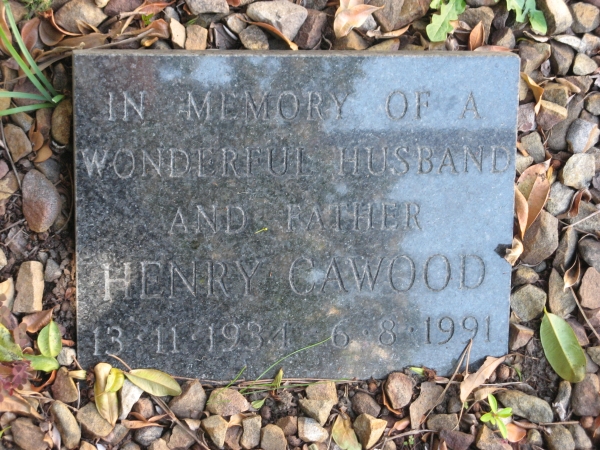 IN MEMORY OF A
WONDERFUL HUSBAND
AND FATHER
HENRY CAWOOD
13·11·1934 6·8·1991